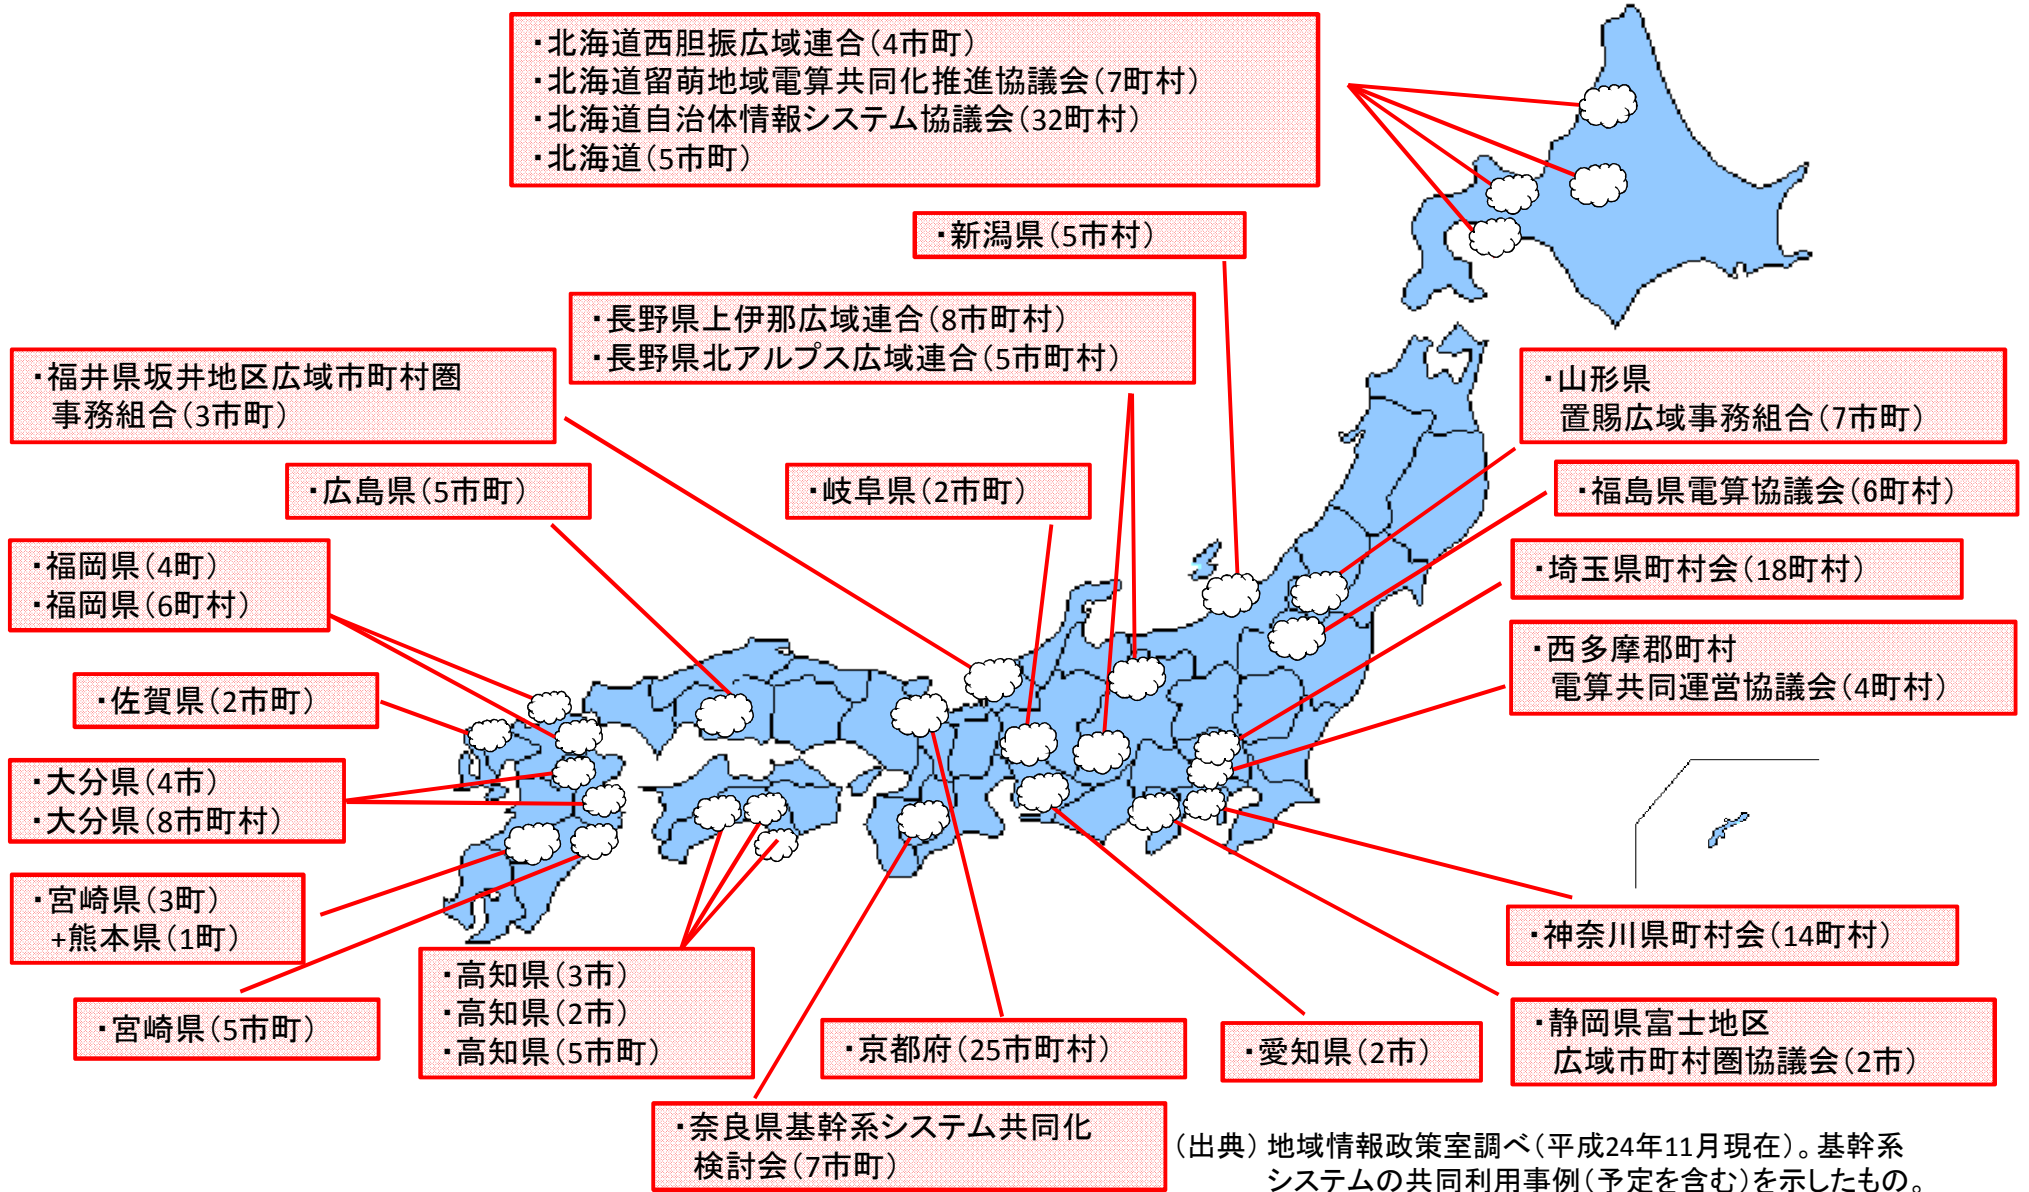 ・北海道西胆振広域連合(4市町)
・北海道留萌地域電算共同化推進協議会(7町村)
・北海道自治体情報システム協議会(32町村)
・北海道(5市町)
・新潟県(5市村)
・長野県上伊那広域連合(8市町村)
・長野県北アルプス広域連合(5市町村)
・福井県坂井地区広域市町村圏
事務組合(3市町)
・山形県
置賜広域事務組合(7市町)
・広島県(5市町)
・岐阜県(2市町)
・福島県電算協議会(6町村)
・福岡県(4町)
・福岡県(6町村)
・埼玉県町村会(18町村)
・西多摩郡町村
電算共同運営協議会(4町村)
・佐賀県(2市町)
・大分県(4市)
・大分県(8市町村)
・宮崎県(3町)
+熊本県(1町)
・神奈川県町村会(14町村)
・高知県(3市)
・高知県(2市)
・高知県(5市町)
・宮崎県(5市町)
・京都府(25市町村)
・愛知県(2市)
・静岡県富士地区
広域市町村圏協議会(2市)
・奈良県基幹系システム共同化
検討会(7市町)
(出典) 地域情報政策室調べ(平成24年11月現在)。基幹系
システムの共同利用事例(予定を含む)を示したもの。